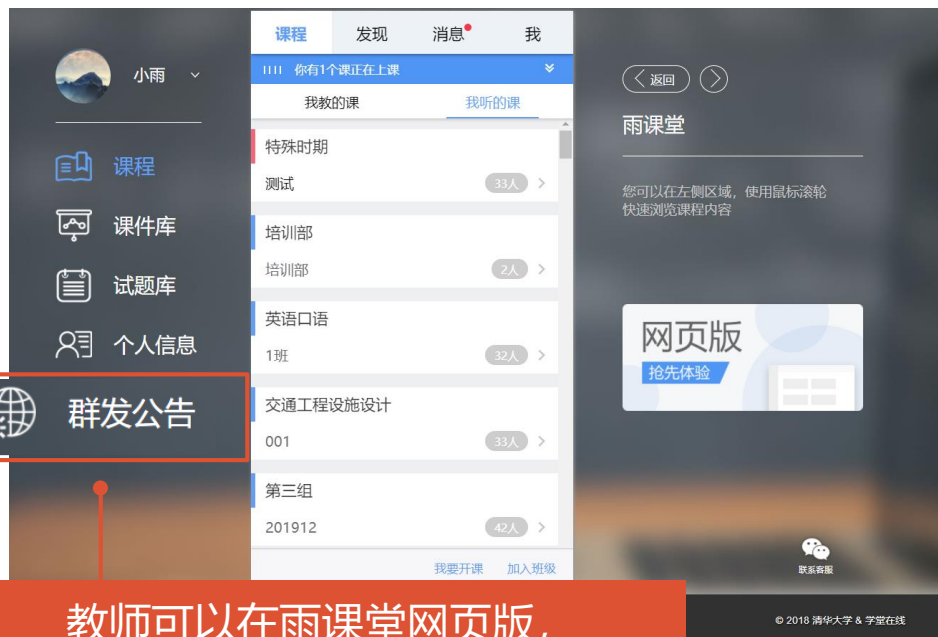 小雨
课程
课件库
试题库
个人信息
群发公告
课程 发现 消息 我
你有1个课正在上课
我教的课 我听的课
特殊时期
测试 33人
培训部
培训部 2人
英语口语
1班 32人
交通工程设施设计
001 33人
第三组
201912 42人
我要开课 加入班级
返回
雨课堂
您可以在左侧区域，使用鼠标滚轮
快速浏览课程内容
网页版
抢先体验
联系客服
教师可以在雨课堂网页版，
© 2018 清华大学 & 学堂在线